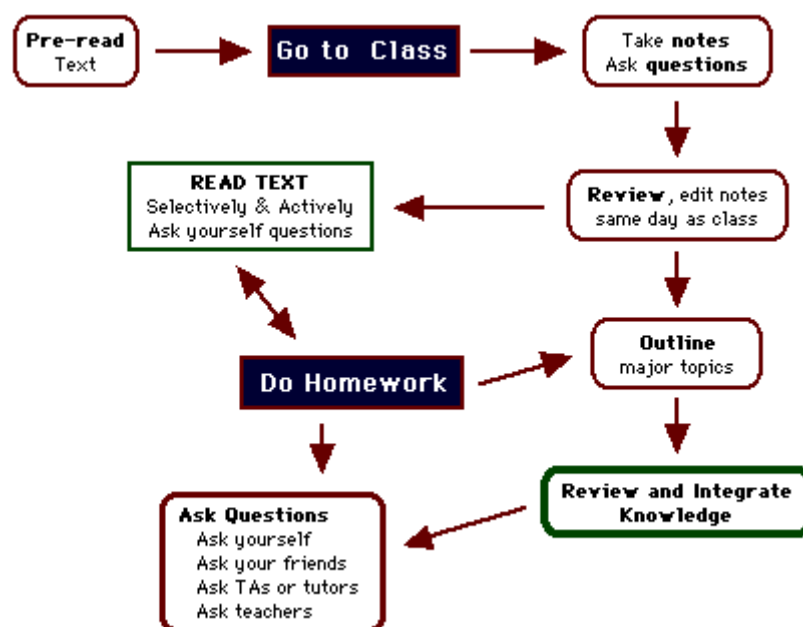 Pre-read
Text
Go to Class
Take notes
Ask questions
Review, edit notes
same day as class
READ TEXT
Selectively & Actively
Ask yourself questions
Outline
major topics
Do Homework
Review and Integrate
Knowledge
Ask Questions
Ask yourself
Ask your friends
Ask TAs or tutors
Ask teachers